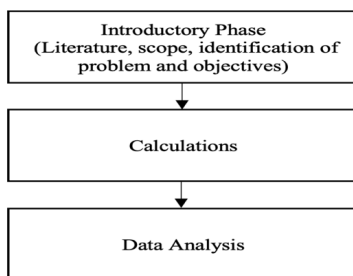 Introductory Phase
(Literature, scope, identification of
problem and objectives)
Calculations
Data Analysis